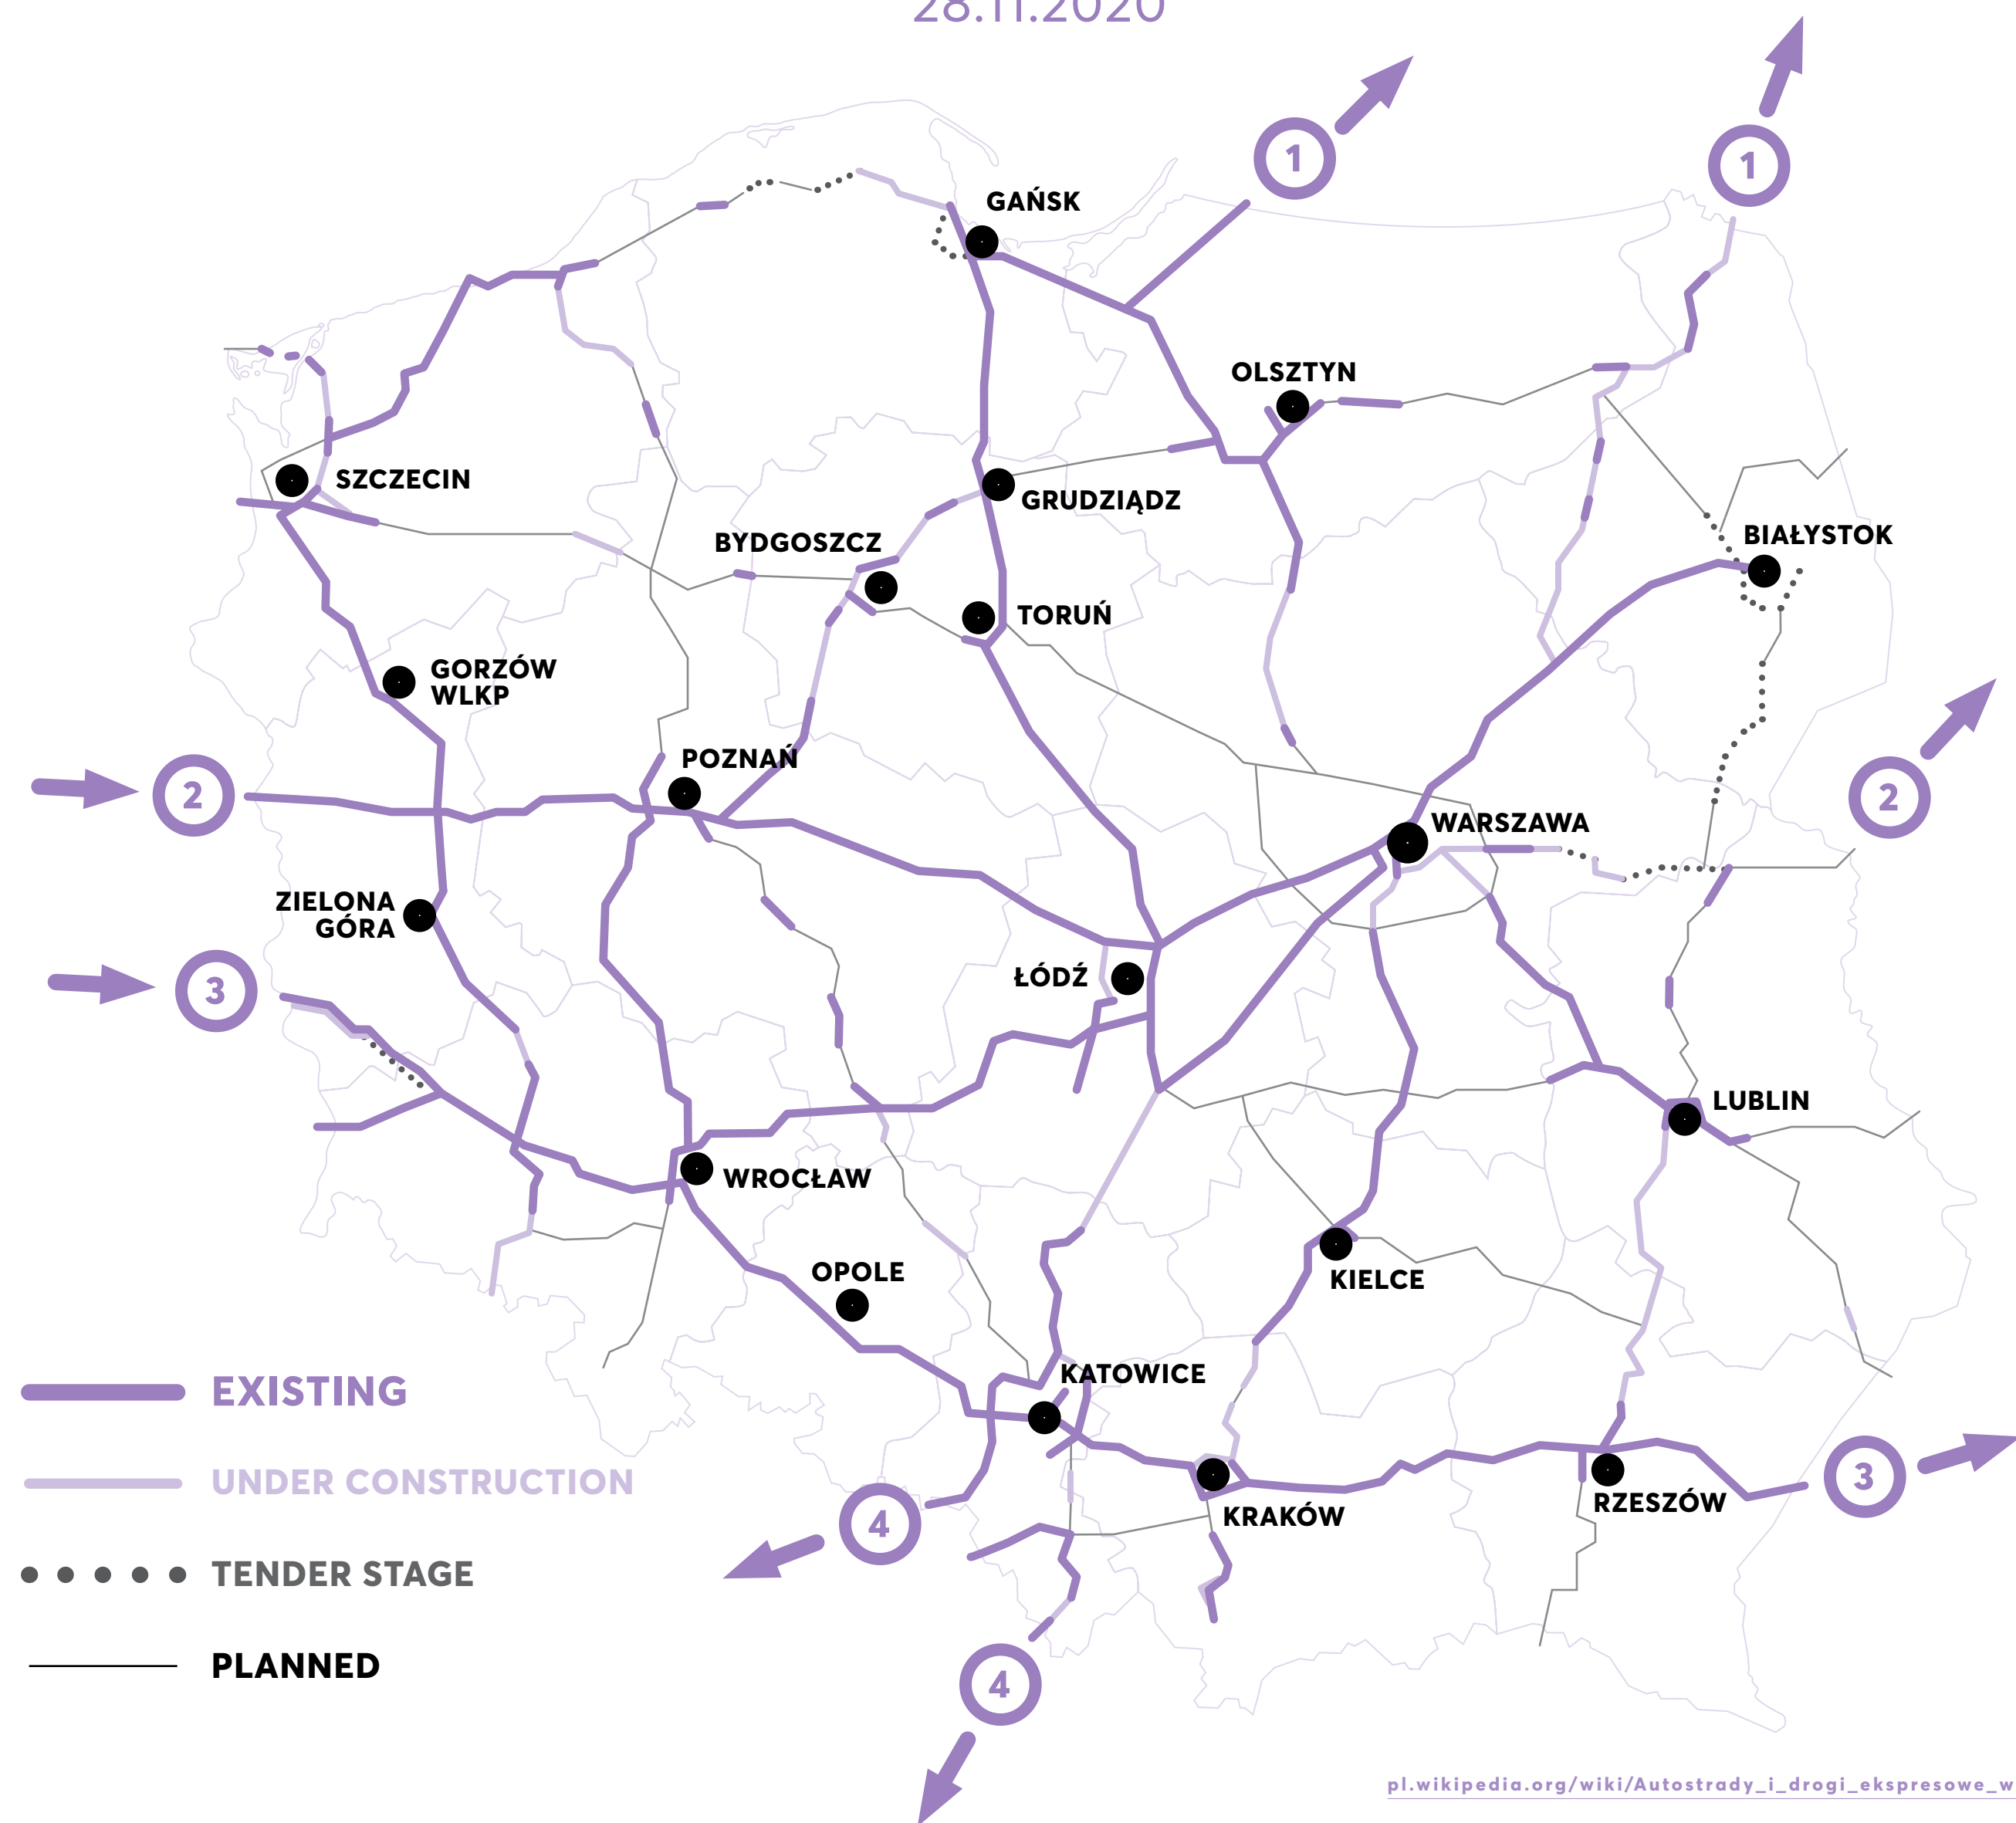 28.11.2020
1
1
GAŃSK
OLSZTYN
SZCZECIN
GRUDZIĄDZ
BYDGOSZCZ
BIAŁYSTOK
TORUŃ
GORZÓW
WLKP
POZNAŃ
2
2
WARSZAWA
ZIELONA
GÓRA
3
ŁÓDŹ
LUBLIN
WROCŁAW
OPOLE
KIELCE
KATOWICE
EXISTING
UNDER CONSTRUCTION
TENDER STAGE
PLANNED
4
KRAKÓW
RZESZÓW
3
4
pl.wikipedia.org/wiki/Autostrady_i_drogi_ekspresowe_w